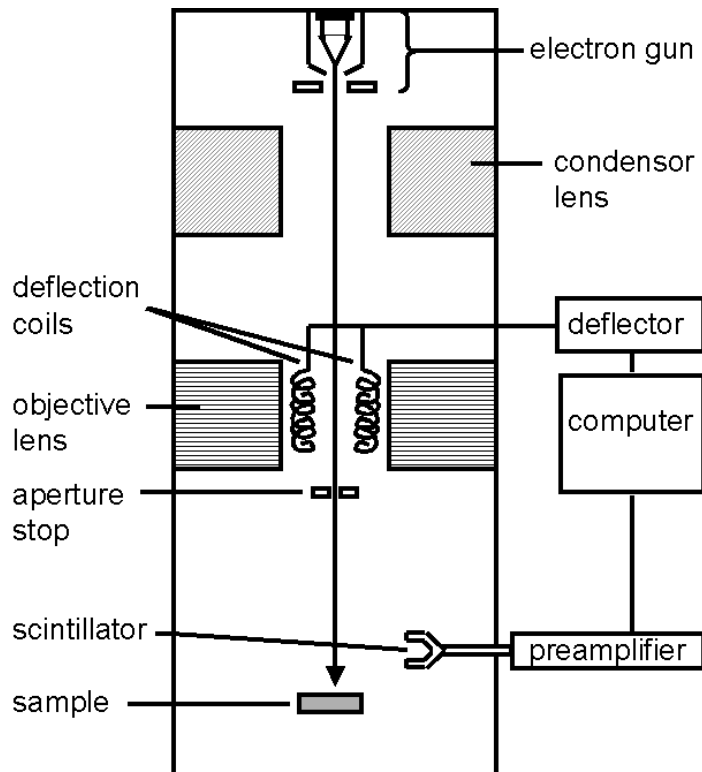 electron gun
condensor
lens
deflection
coils
deflector
objective
lens
computer
aperture
stop
scintillator
preamplifier
sample